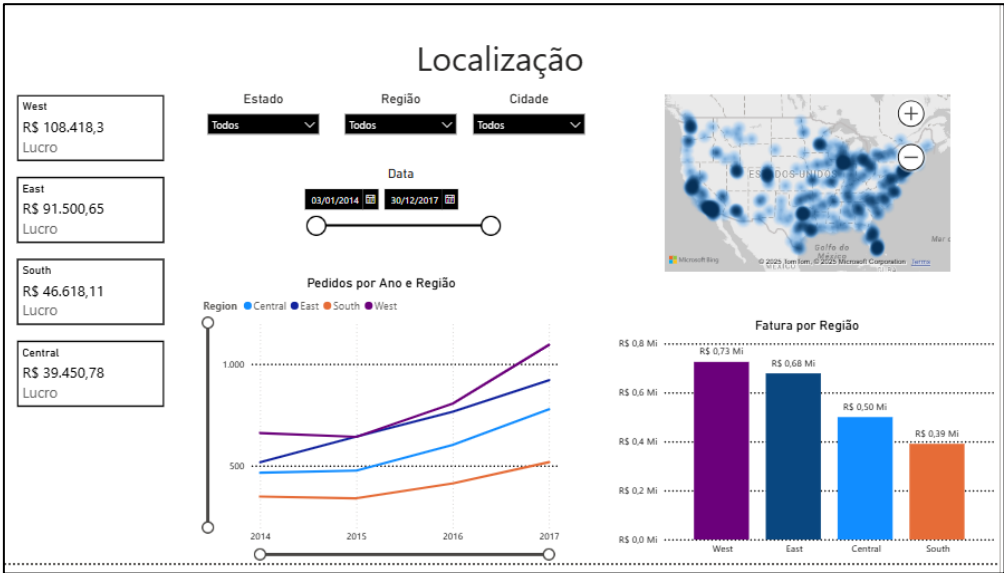 Localização
West
R$ 108.418,3
Lucro
East
R$ 91.500,65
Lucro
South
R$ 46.618,11
Lucro
Central
R$ 39.450,78
Lucro
Estado
Todos
Região
Todos
Cidade
Todos
Data
03/01/2014
30/12/2017
ESTADOS UNIDOS
Golfo do
México
Mar
MÉXICO
Microsoft Bing
© 2025 TomTom, © 2025 Microsoft Corporation Terms
Pedidos por Ano e Região
Region Central East South West
1.000
500
2014 2015 2016 2017
Fatura por Região
R$ 0,8 Mi
R$ 0,6 Mi
R$ 0,4 Mi
R$ 0,2 Mi
R$ 0,0 Mi
R$ 0,73 Mi
R$ 0,68 Mi
R$ 0,50 Mi
R$ 0,39 Mi
West East Central South